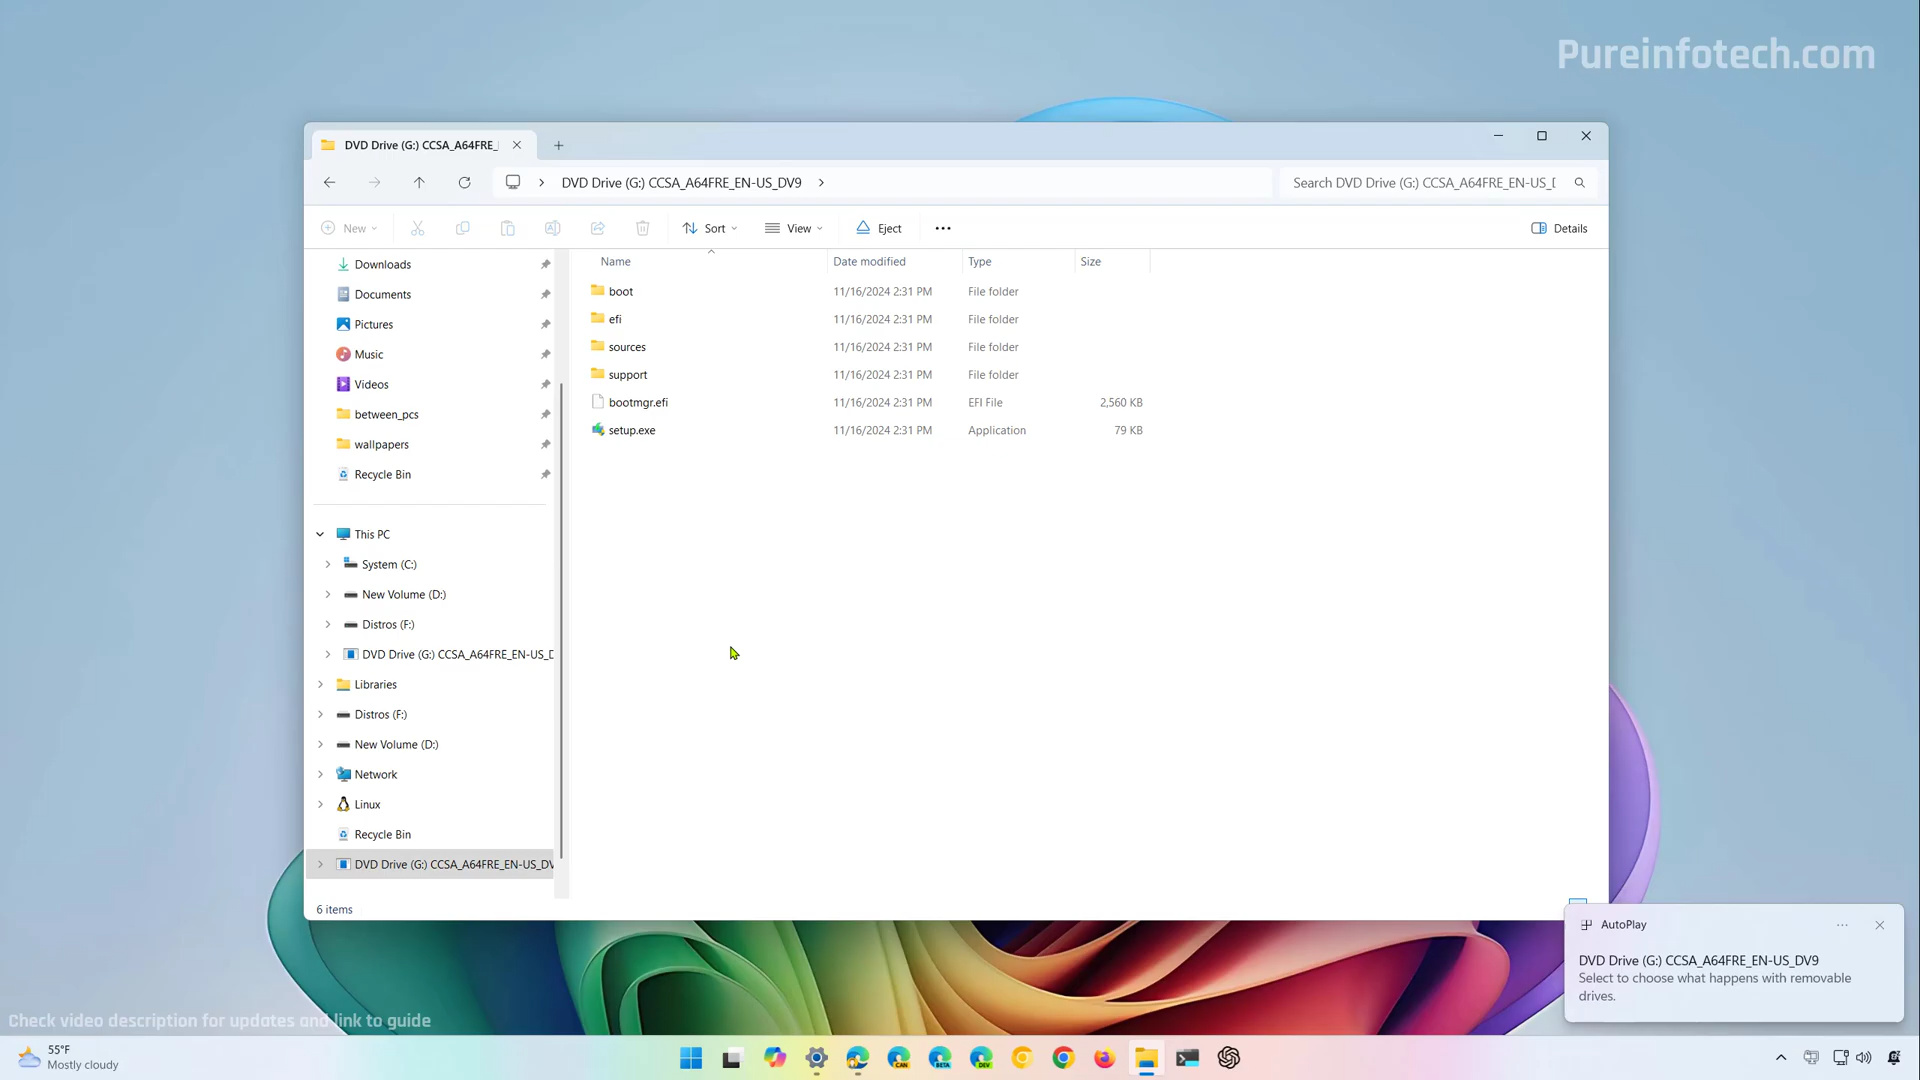 Pureinfotech.com
DVD Drive (G:) CCSA_A64FRE_
DVD Drive (G:) CCSA_A64FRE_EN-US_DV9
Search DVD Drive (G:) CCSA_A64FRE_EN-US_D
New
Sort
View
Eject
Details
Name Date modified Type Size
boot 11/16/2024 2:31 PM File folder
efi 11/16/2024 2:31 PM File folder
sources 11/16/2024 2:31 PM File folder
support 11/16/2024 2:31 PM File folder
bootmgr.efi 11/16/2024 2:31 PM EFI File 2,560 KB
setup.exe 11/16/2024 2:31 PM Application 79 KB
Downloads
Documents
Pictures
Music
Videos
between_pcs
wallpapers
Recycle Bin
This PC
System (C:)
New Volume (D:)
Distros (F:)
DVD Drive (G:) CCSA_A64FRE_EN-US_D
Libraries
Distros (F:)
New Volume (D:)
Network
Linux
Recycle Bin
DVD Drive (G:) CCSA_A64FRE_EN-US_DV
6 items
AutoPlay
DVD Drive (G:) CCSA_A64FRE_EN-US_DV9
Select to choose what happens with removable
drives.
Check video description for updates and link to guide
55°F
Mostly cloudy
CAN
BETA
DEV